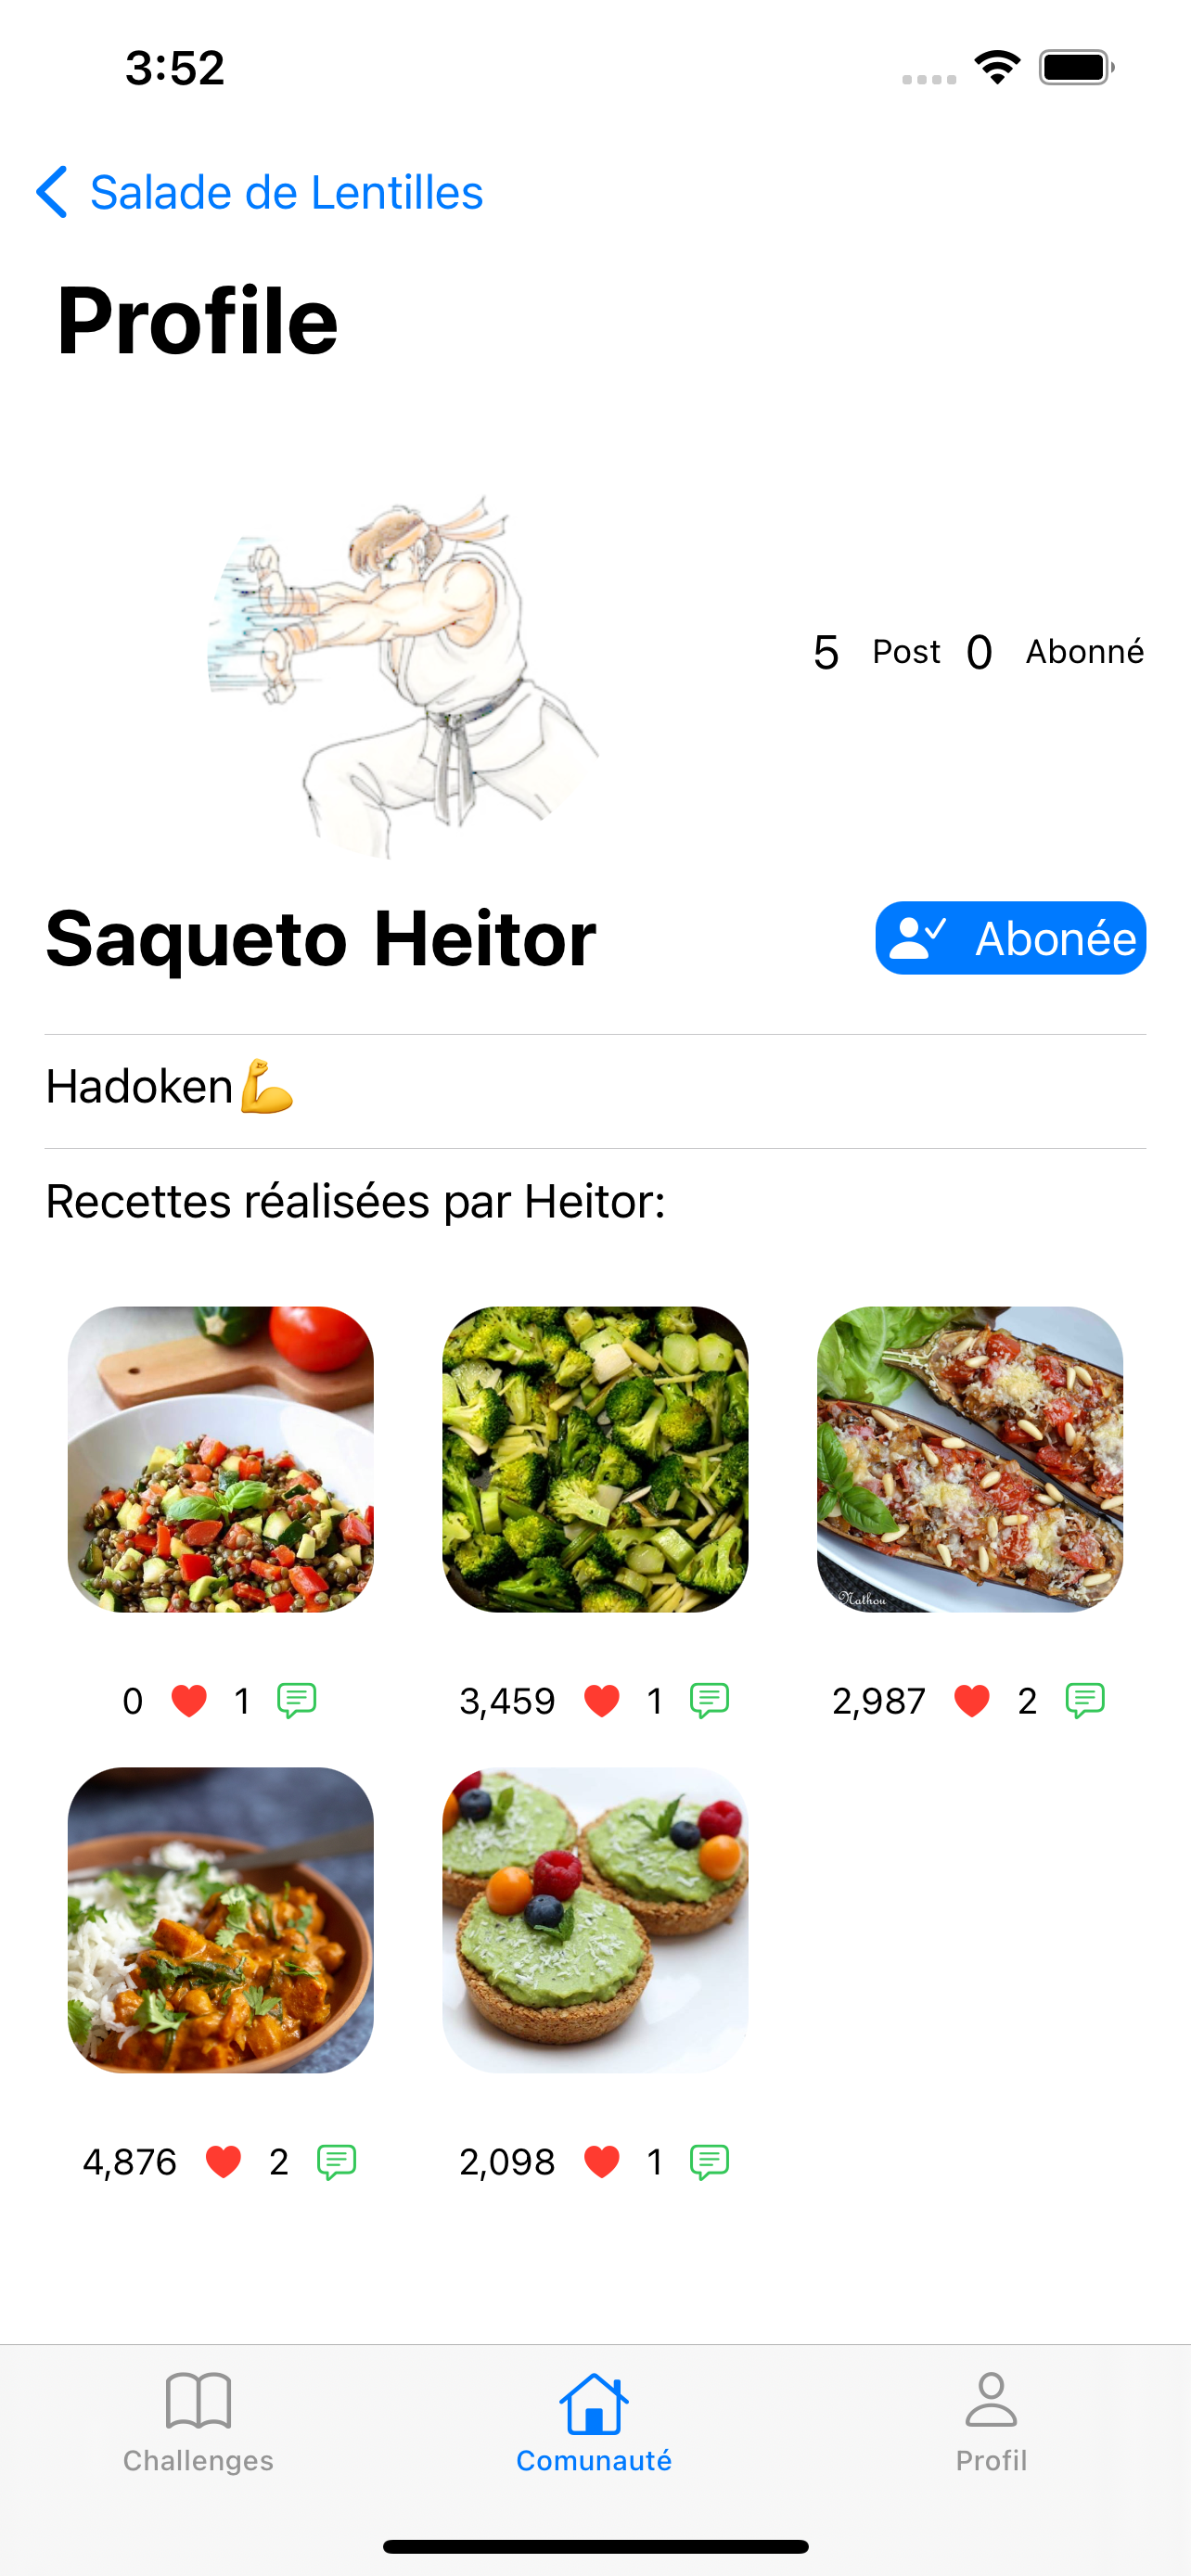 3:52
Salade de Lentilles
Profile
5 Post 0 Abonné
Saqueto Heitor
Abonée
Hadoken💪
Recettes réalisées par Heitor:
Nathou
0 1 3,459 1 2,987 2
4,876 2 2,098 1
Challenges Comunauté Profil